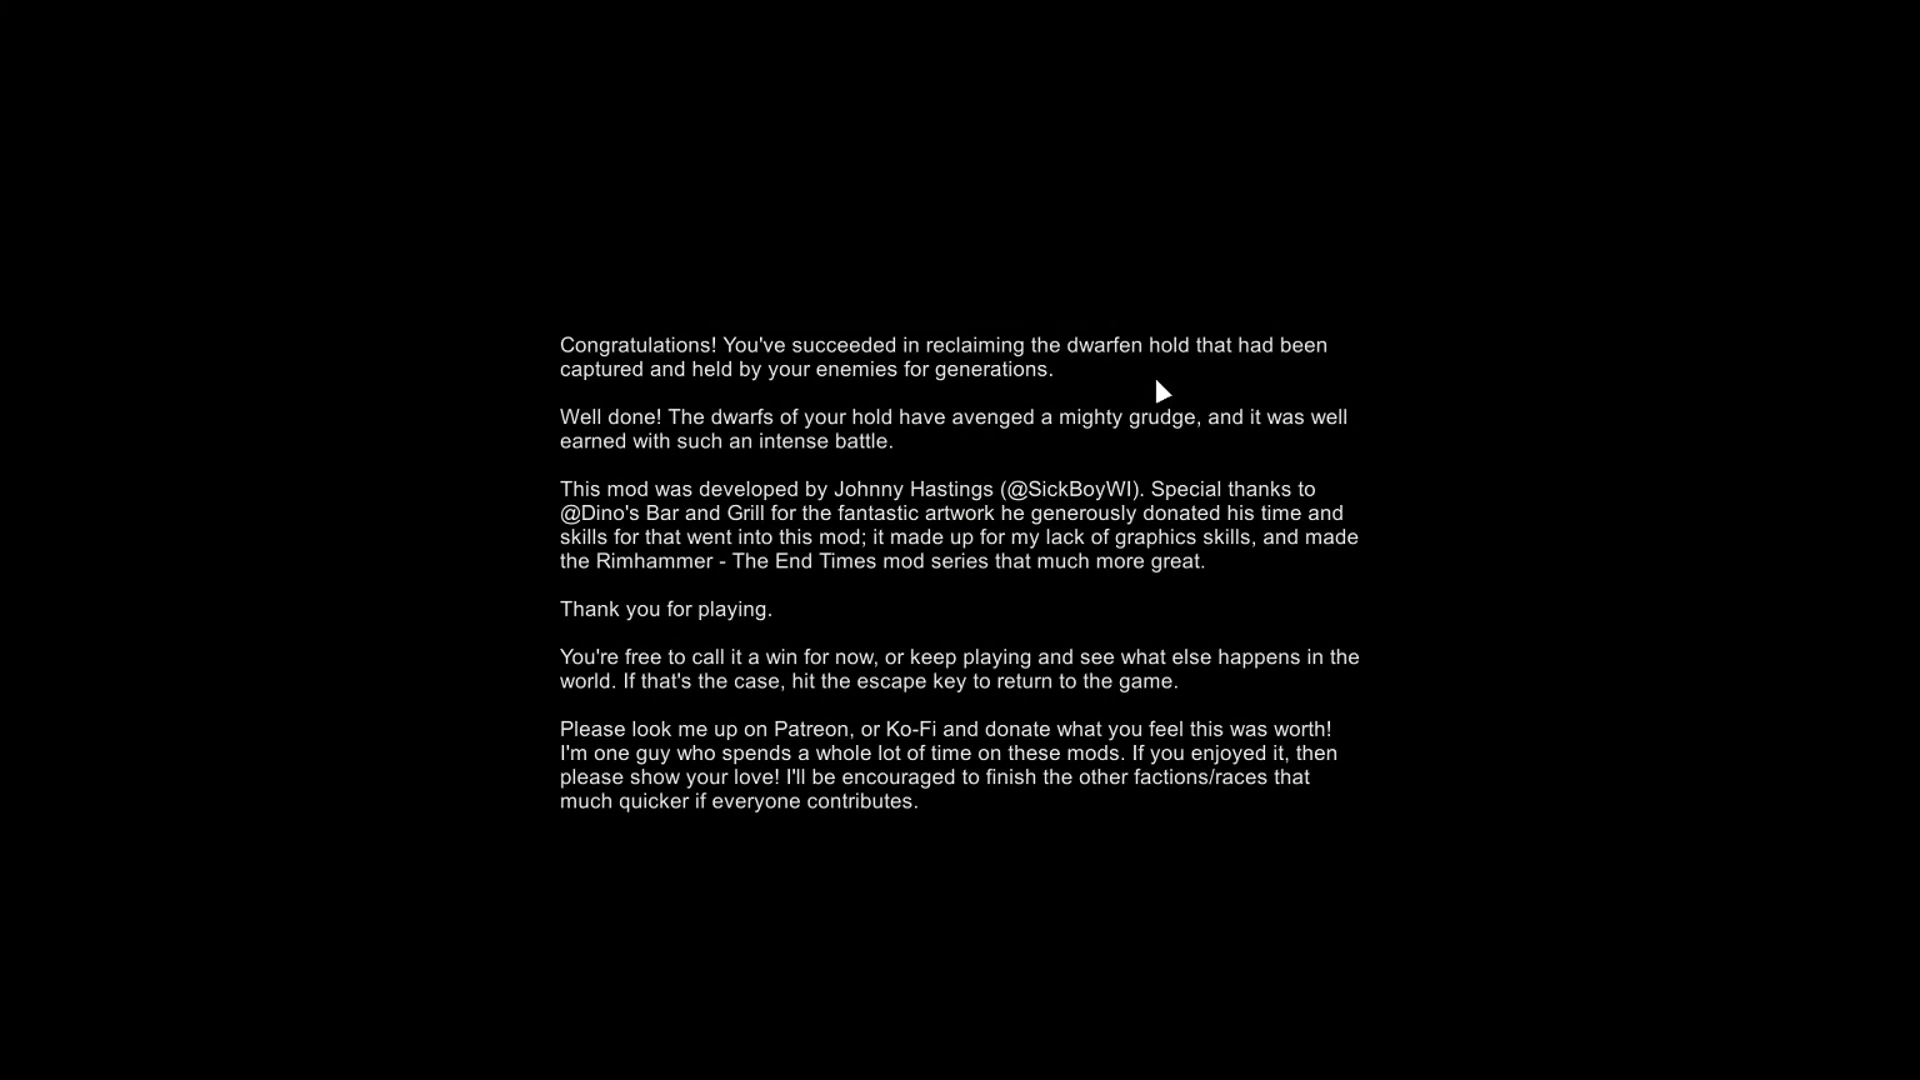 Congratulations! You've succeeded in reclaiming the dwarfen hold that had been
captured and held by your enemies for generations.
Well done! The dwarfs of your hold have avenged a mighty grudge, and it was well
earned with such an intense battle.
This mod was developed by Johnny Hastings (@SickBoyWI). Special thanks to
@Dino's Bar and Grill for the fantastic artwork he generously donated his time and
skills for that went into this mod; it made up for my lack of graphics skills, and made
the Rimhammer - The End Times mod series that much more great.
Thank you for playing.
You're free to call it a win for now, or keep playing and see what else happens in the
world. If that's the case, hit the escape key to return to the game.
Please look me up on Patreon, or Ko-Fi and donate what you feel this was worth!
I'm one guy who spends a whole lot of time on these mods. If you enjoyed it, then
please show your love! I'll be encouraged to finish the other factions/races that
much quicker if everyone contributes.